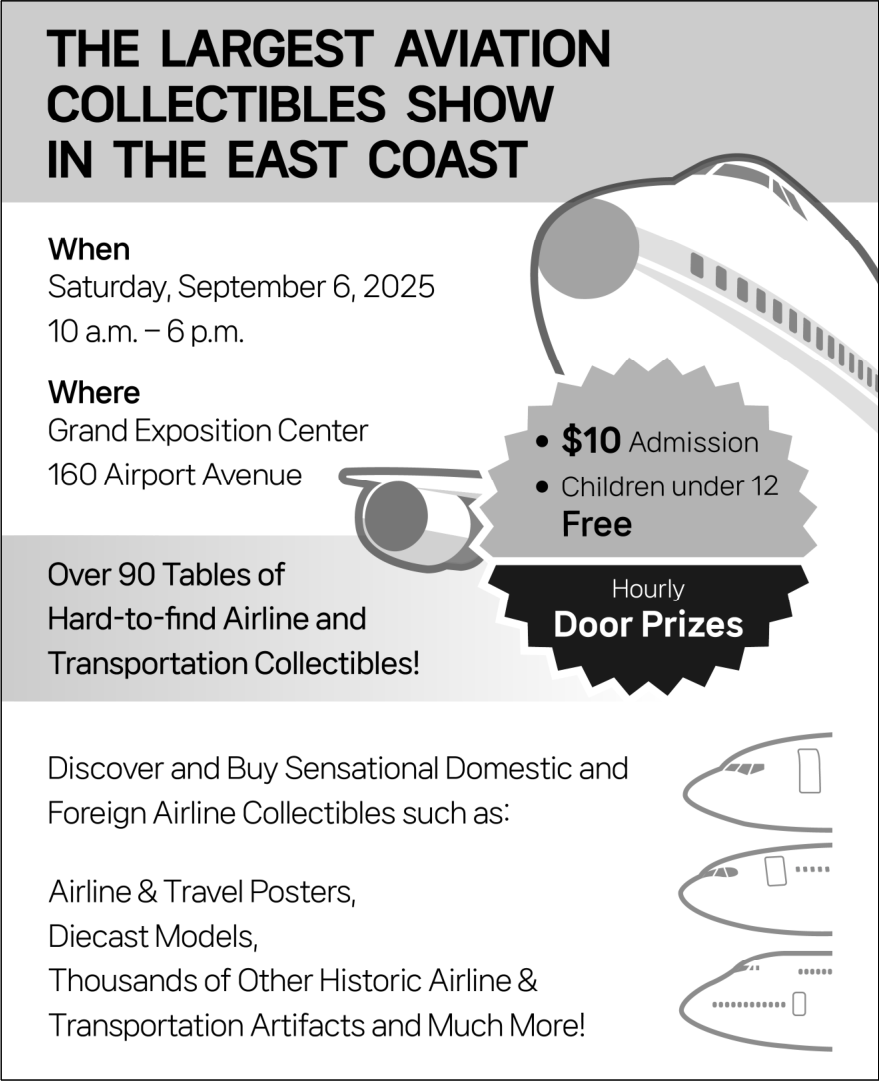 THE LARGEST AVIATION
COLLECTIBLES SHOW
IN THE EAST COAST
When
Saturday, September 6, 2025
10 a.m. – 6 p.m.
Where
Grand Exposition Center
160 Airport Avenue
• $10 Admission
• Children under 12
Free
Hourly
Door Prizes
Over 90 Tables of
Hard-to-find Airline and
Transportation Collectibles!
Discover and Buy Sensational Domestic and
Foreign Airline Collectibles such as:
Airline & Travel Posters,
Diecast Models,
Thousands of Other Historic Airline &
Transportation Artifacts and Much More!